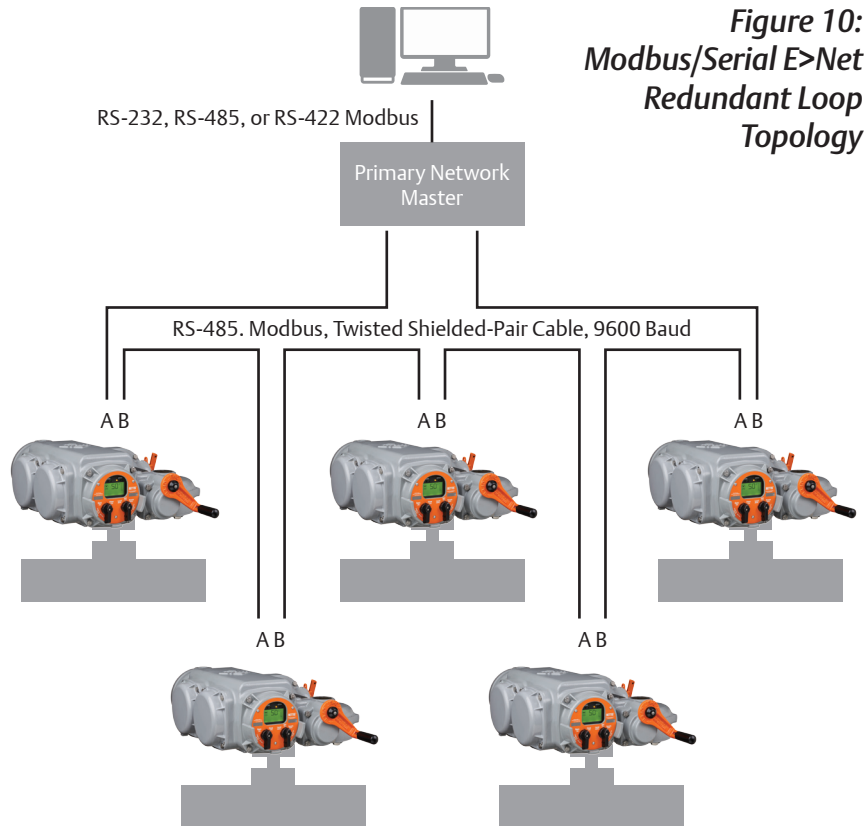 Figure 10:
Modbus/Serial E>Net
Redundant Loop
Topology
RS-232, RS-485, or RS-422 Modbus
Primary Network
Master
RS-485. Modbus, Twisted Shielded-Pair Cable, 9600 Baud
A B
A B
A B
A B
A B